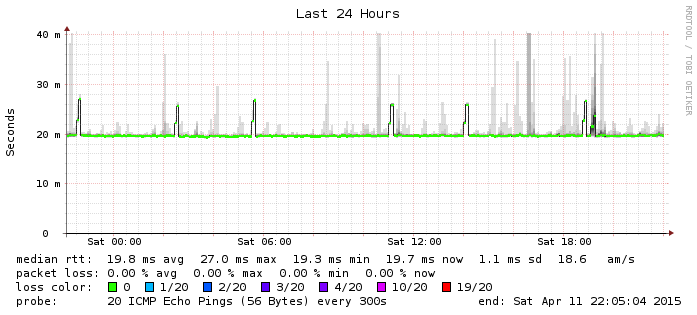 Last 24 Hours
RRDTOOL / TOBI OETIKER
Seconds
40 m
30 m
20 m
10 m
0
Sat 00:00 Sat 06:00 Sat 12:00 Sat 18:00
median rtt: 19.8 ms avg 27.0 ms max 19.3 ms min 19.7 ms now 1.1 ms sd 18.6 am/s
packet loss: 0.00 % avg 0.00 % max 0.00 % min 0.00 % now
loss color: 0 1/20 2/20 3/20 4/20 10/20 19/20
probe: 20 ICMP Echo Pings (56 Bytes) every 300s end: Sat Apr 11 22:05:04 2015